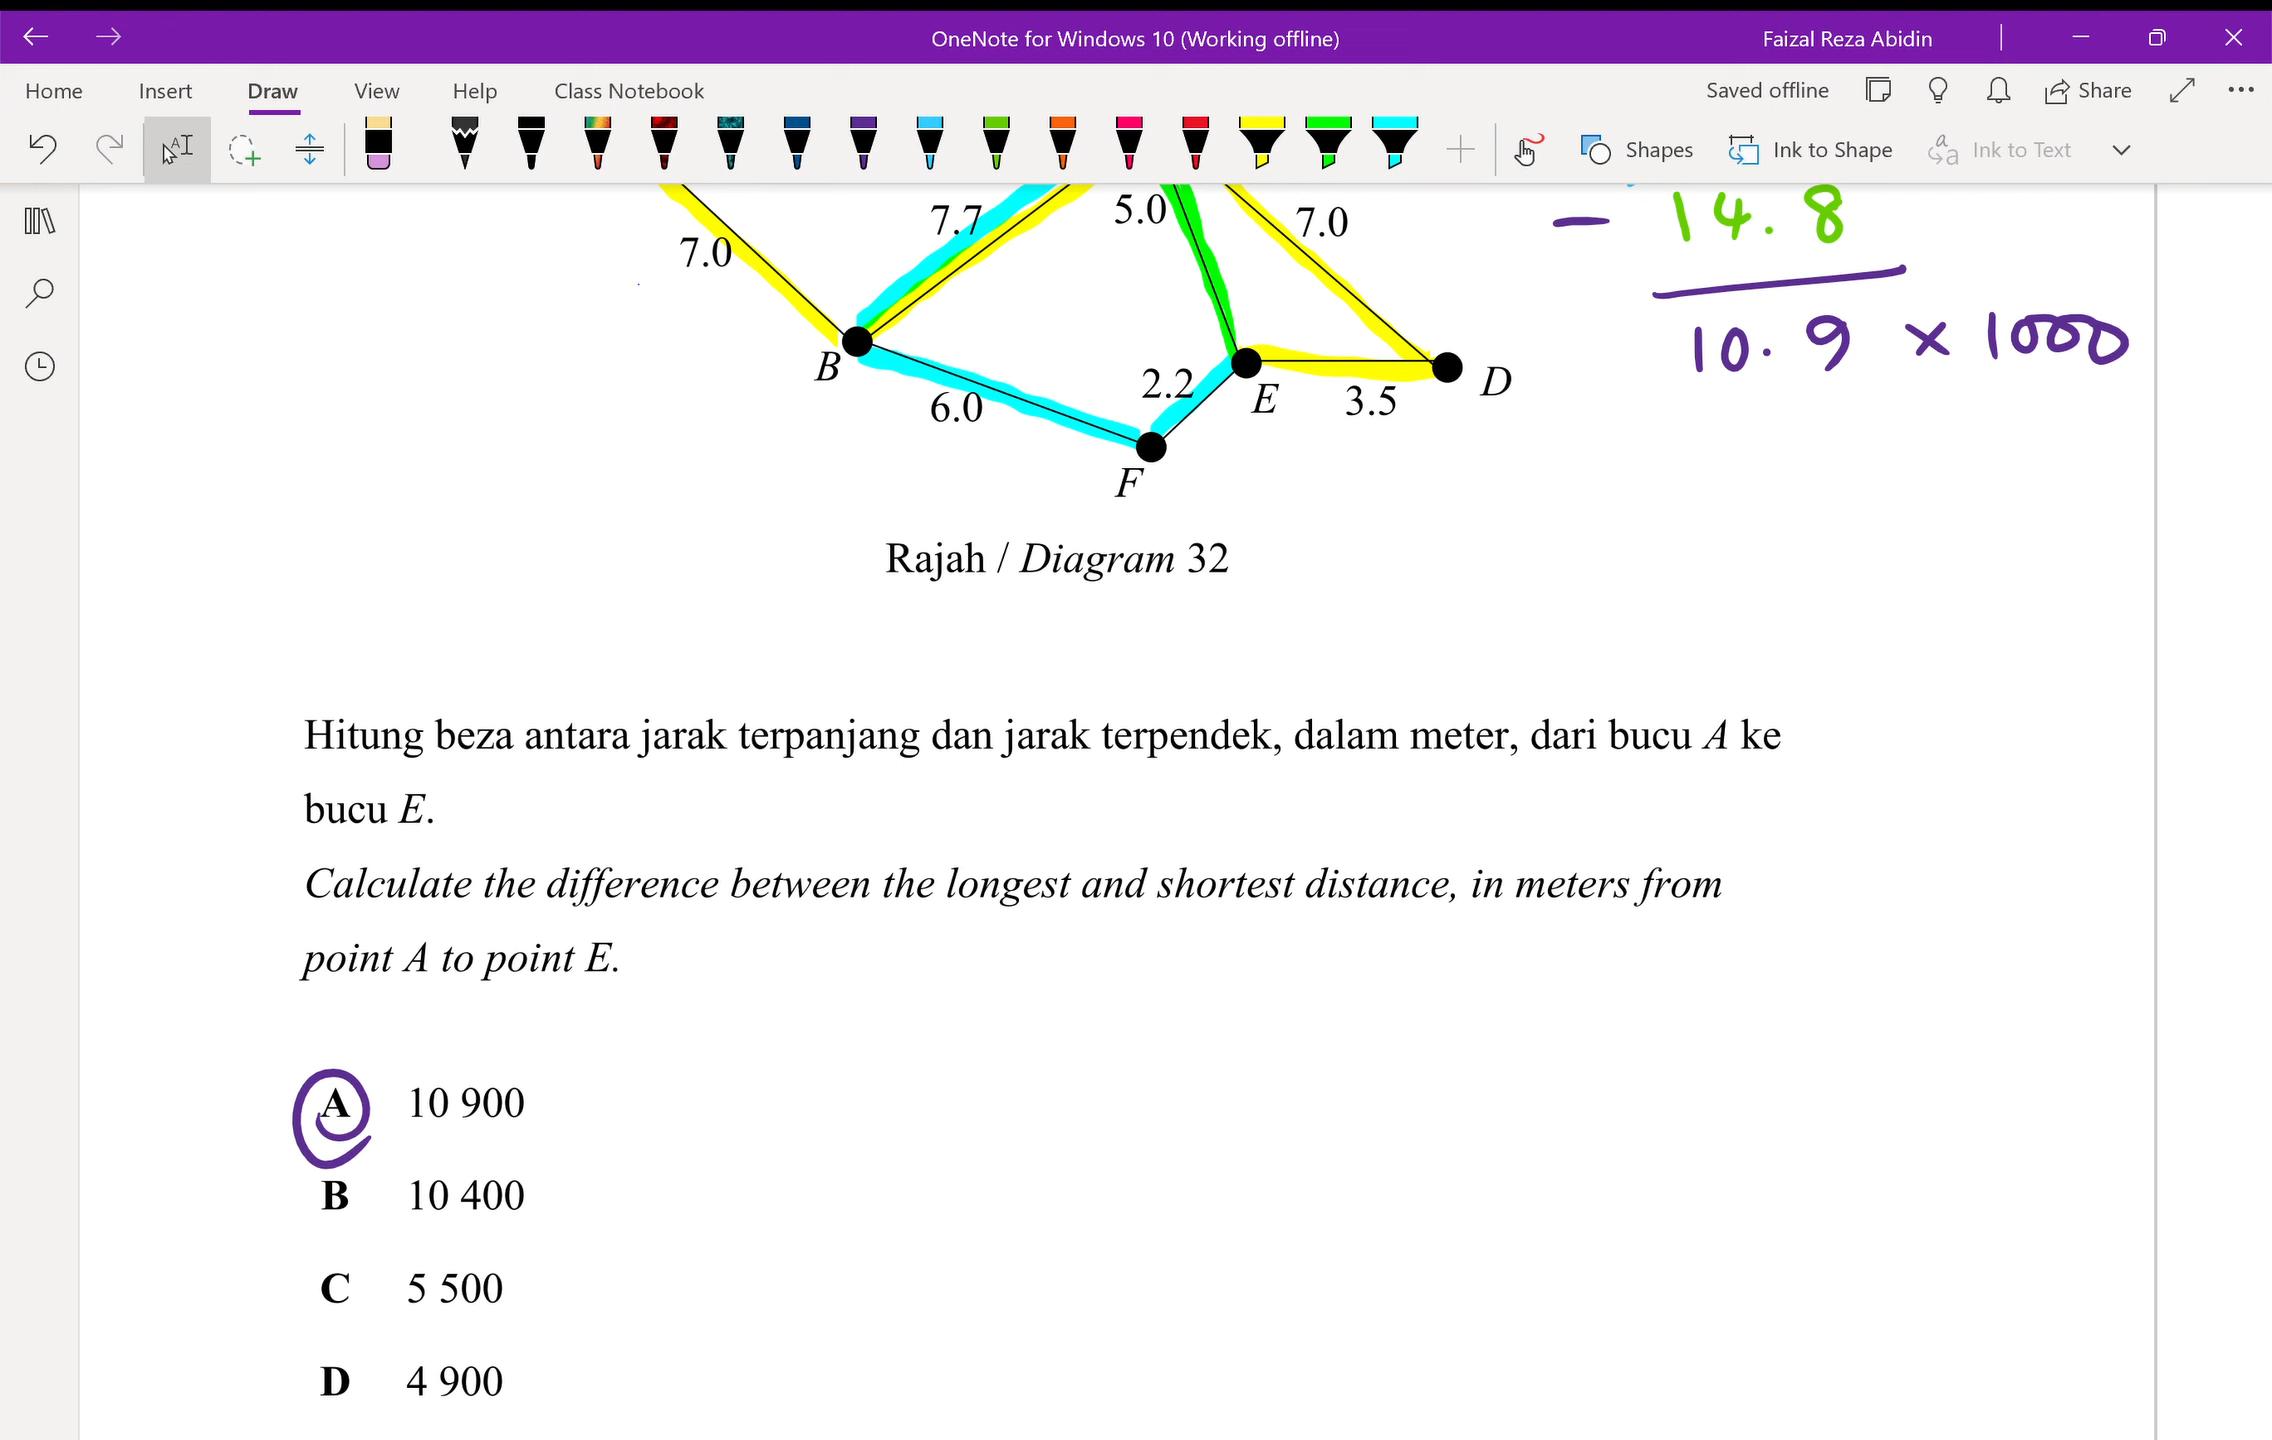 OneNote for Windows 10 (Working offline)
Faizal Reza Abidin
Home Insert Draw View Help Class Notebook
Saved offline
Share
Shapes
Ink to Shape
Ink to Text
7.7
5.0
7.0
7.0
14.8
10.9 × 1000
B
2.2
E
3.5
D
6.0
F
Rajah / Diagram 32
Hitung beza antara jarak terpanjang dan jarak terpendek, dalam meter, dari bucu A ke
bucu E.
Calculate the difference between the longest and shortest distance, in meters from
point A to point E.
A 10 900
B 10 400
C 5 500
D 4 900